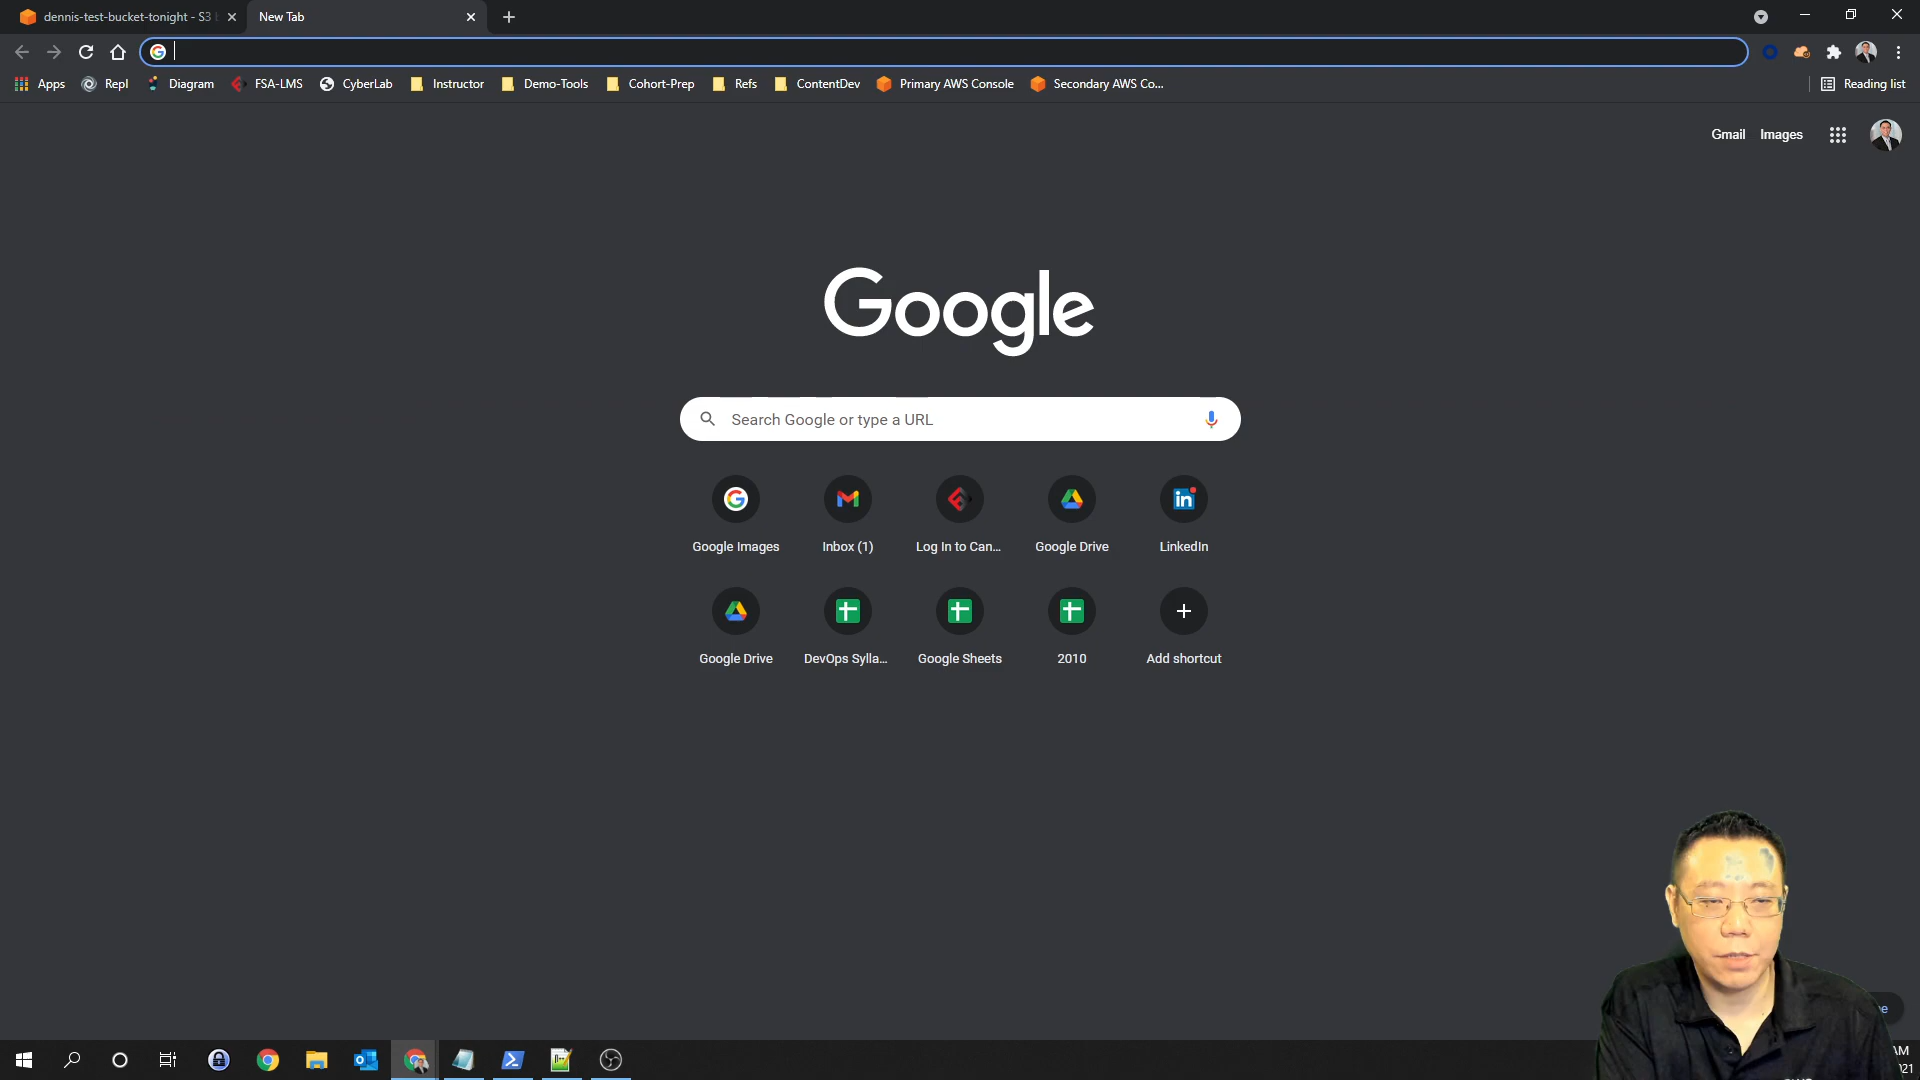 dennis-test-bucket-tonight - S3
New Tab
Apps
Repl
Diagram
FSA-LMS
CyberLab
Instructor
Demo-Tools
Cohort-Prep
Refs
ContentDev
Primary AWS Console
Secondary AWS Co...
Reading list
Gmail
Images
Google
Search Google or type a URL
Google Images
Inbox (1)
Log In to Can...
Google Drive
LinkedIn
Google Drive
DevOps Sylla...
Google Sheets
2010
Add shortcut
AM